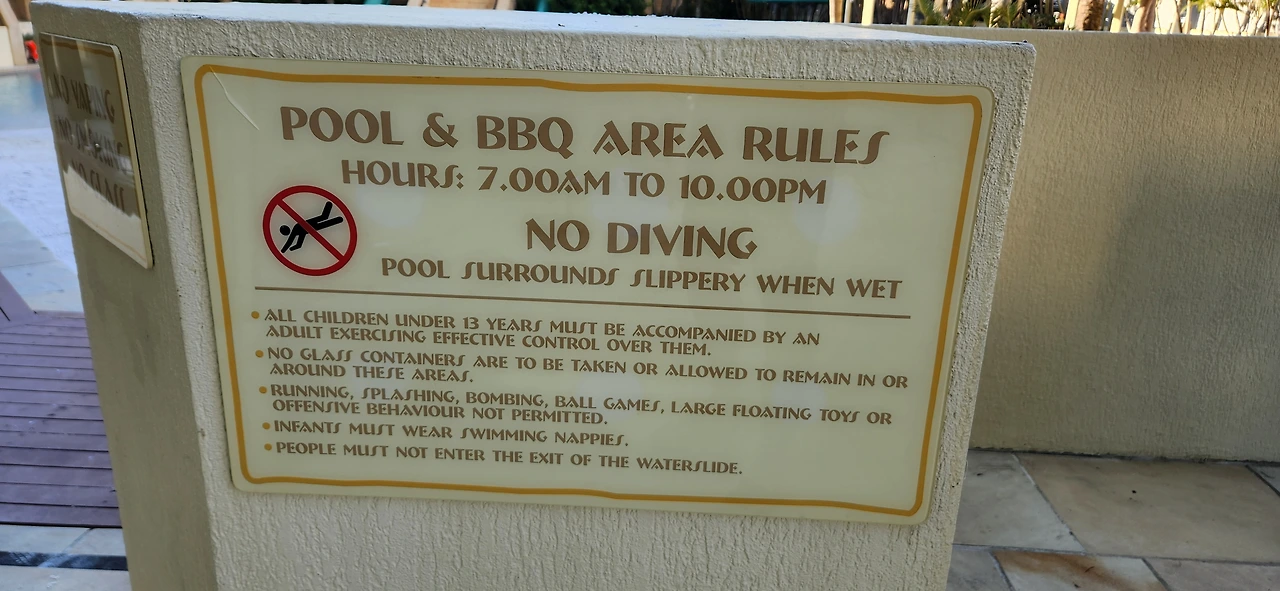 POOL & BBQ AREA RULES
HOURS: 7.00AM TO 10.00PM
NO DIVING
POOL SURROUNDS SLIPPERY WHEN WET
• ALL CHILDREN UNDER 13 YEARS MUST BE ACCOMPANIED BY AN
ADULT EXERCISING EFFECTIVE CONTROL OVER THEM.
• NO GLASS CONTAINERS ARE TO BE TAKEN OR ALLOWED TO REMAIN IN OR
AROUND THESE AREAS.
• RUNNING, SPLASHING, BOMBING, BALL GAMES, LARGE FLOATING TOYS OR
OFFENSIVE BEHAVIOUR NOT PERMITTED.
• INFANTS MUST WEAR SWIMMING NAPPIES.
• PEOPLE MUST NOT ENTER THE EXIT OF THE WATERSLIDE.